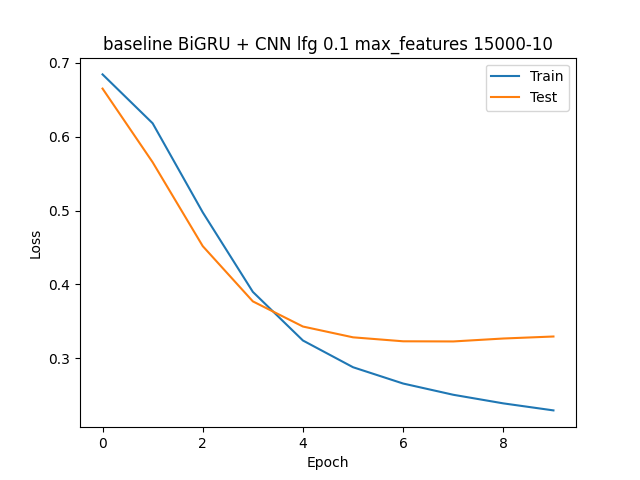 baseline BiGRU + CNN lfg 0.1 max_features 15000-10
Train
Test
Loss
0.7
0.6
0.5
0.4
0.3
0
2
4
6
8
Epoch